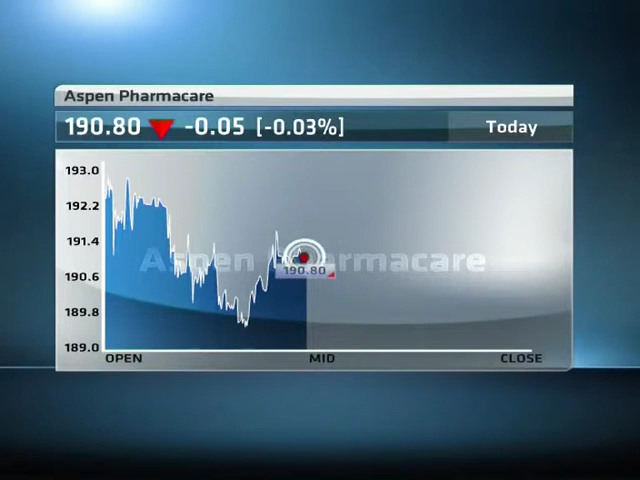 Aspen Pharmacare
190.80 -0.05 [-0.03%] Today
193.0
192.2
191.4
190.6
189.8
189.0
Aspen Pharmacare
190.80
OPEN MID CLOSE